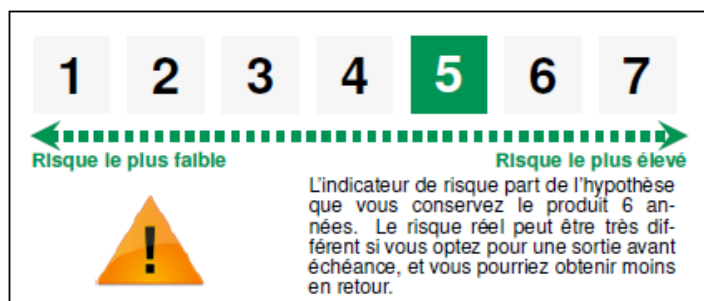 1 2 3 4 5 6 7
Risque le plus faible Risque le plus élevé
!
L'indicateur de risque part de l'hypothèse
que vous conservez le produit 6 an-
nées. Le risque réel peut être très dif-
férent si vous optez pour une sortie avant
échéance, et vous pourriez obtenir moins
en retour.